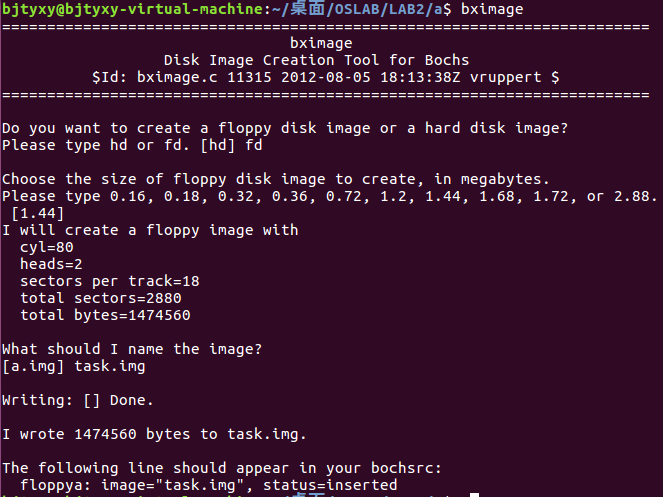 bjtyxy@bjtyxy-virtual-machine:~/桌面/OSLAB/LAB2/a$ bximage
========================================================================
bximage
Disk Image Creation Tool for Bochs
$Id: bximage.c 11315 2012-08-05 18:13:38Z vruppert $
========================================================================
Do you want to create a floppy disk image or a hard disk image?
Please type hd or fd. [hd] fd
Choose the size of floppy disk image to create, in megabytes.
Please type 0.16, 0.18, 0.32, 0.36, 0.72, 1.2, 1.44, 1.68, 1.72, or 2.88.
[1.44]
I will create a floppy image with
cyl=80
heads=2
sectors per track=18
total sectors=2880
total bytes=1474560
What should I name the image?
[a.img] task.img
Writing: [] Done.
I wrote 1474560 bytes to task.img.
The following line should appear in your bochsrc:
floppya: image="task.img", status=inserted